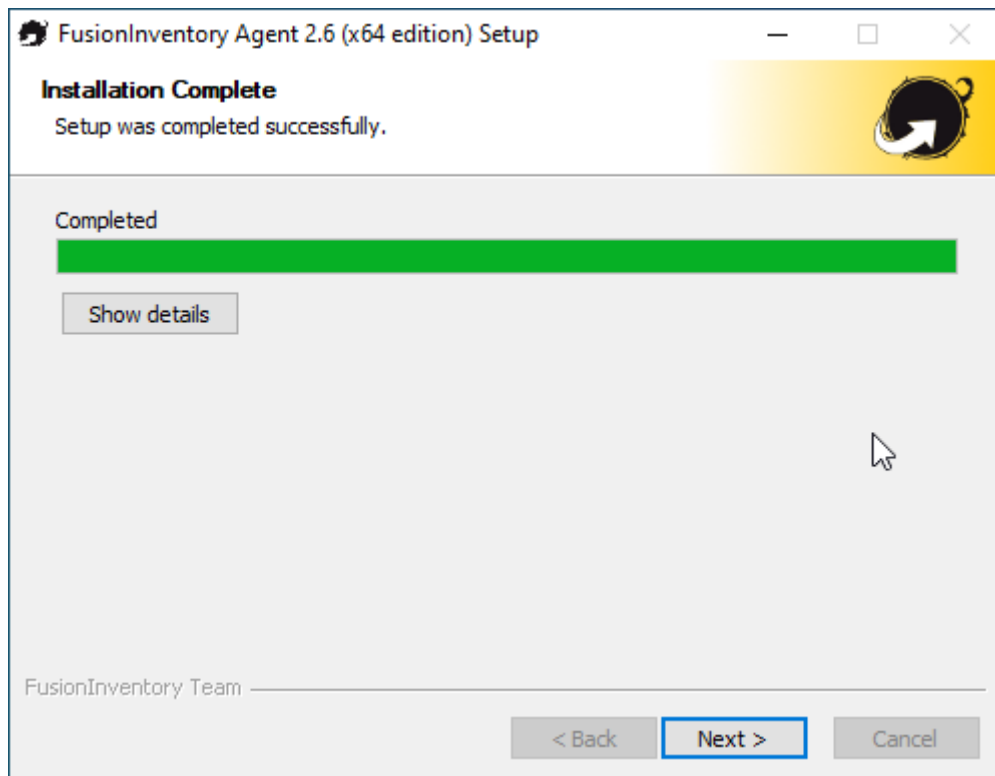 FusionInventory Agent 2.6 (x64 edition) Setup
Installation Complete
Setup was completed successfully.
Completed
Show details
FusionInventory Team
< Back Next > Cancel